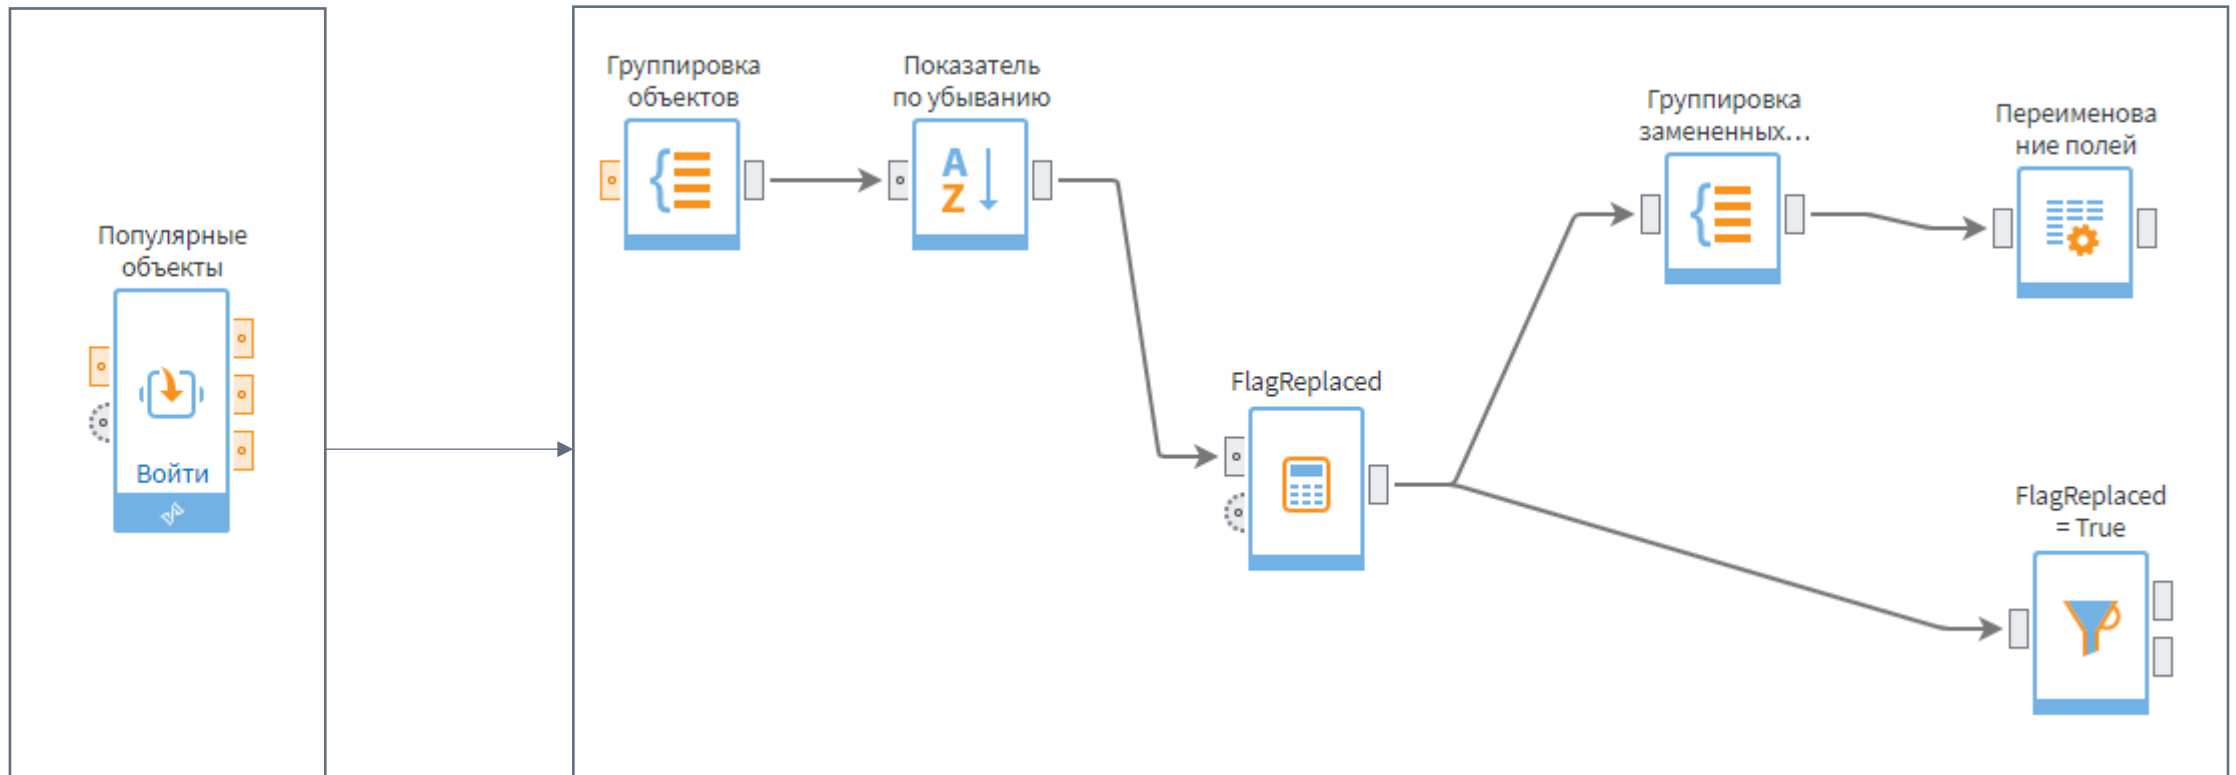 Популярные
объекты
Войти
Группировка
объектов
Показатель
по убыванию
A
Z
FlagReplaced
Группировка
замененных...
Переименова
ние полей
FlagReplaced
= True